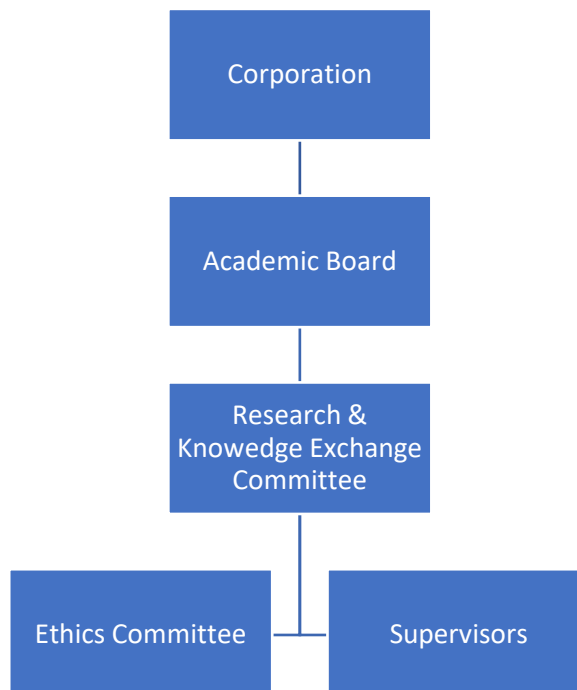 Corporation
Academic Board
Research &
Knowedge Exchange
Committee
Ethics Committee
Supervisors